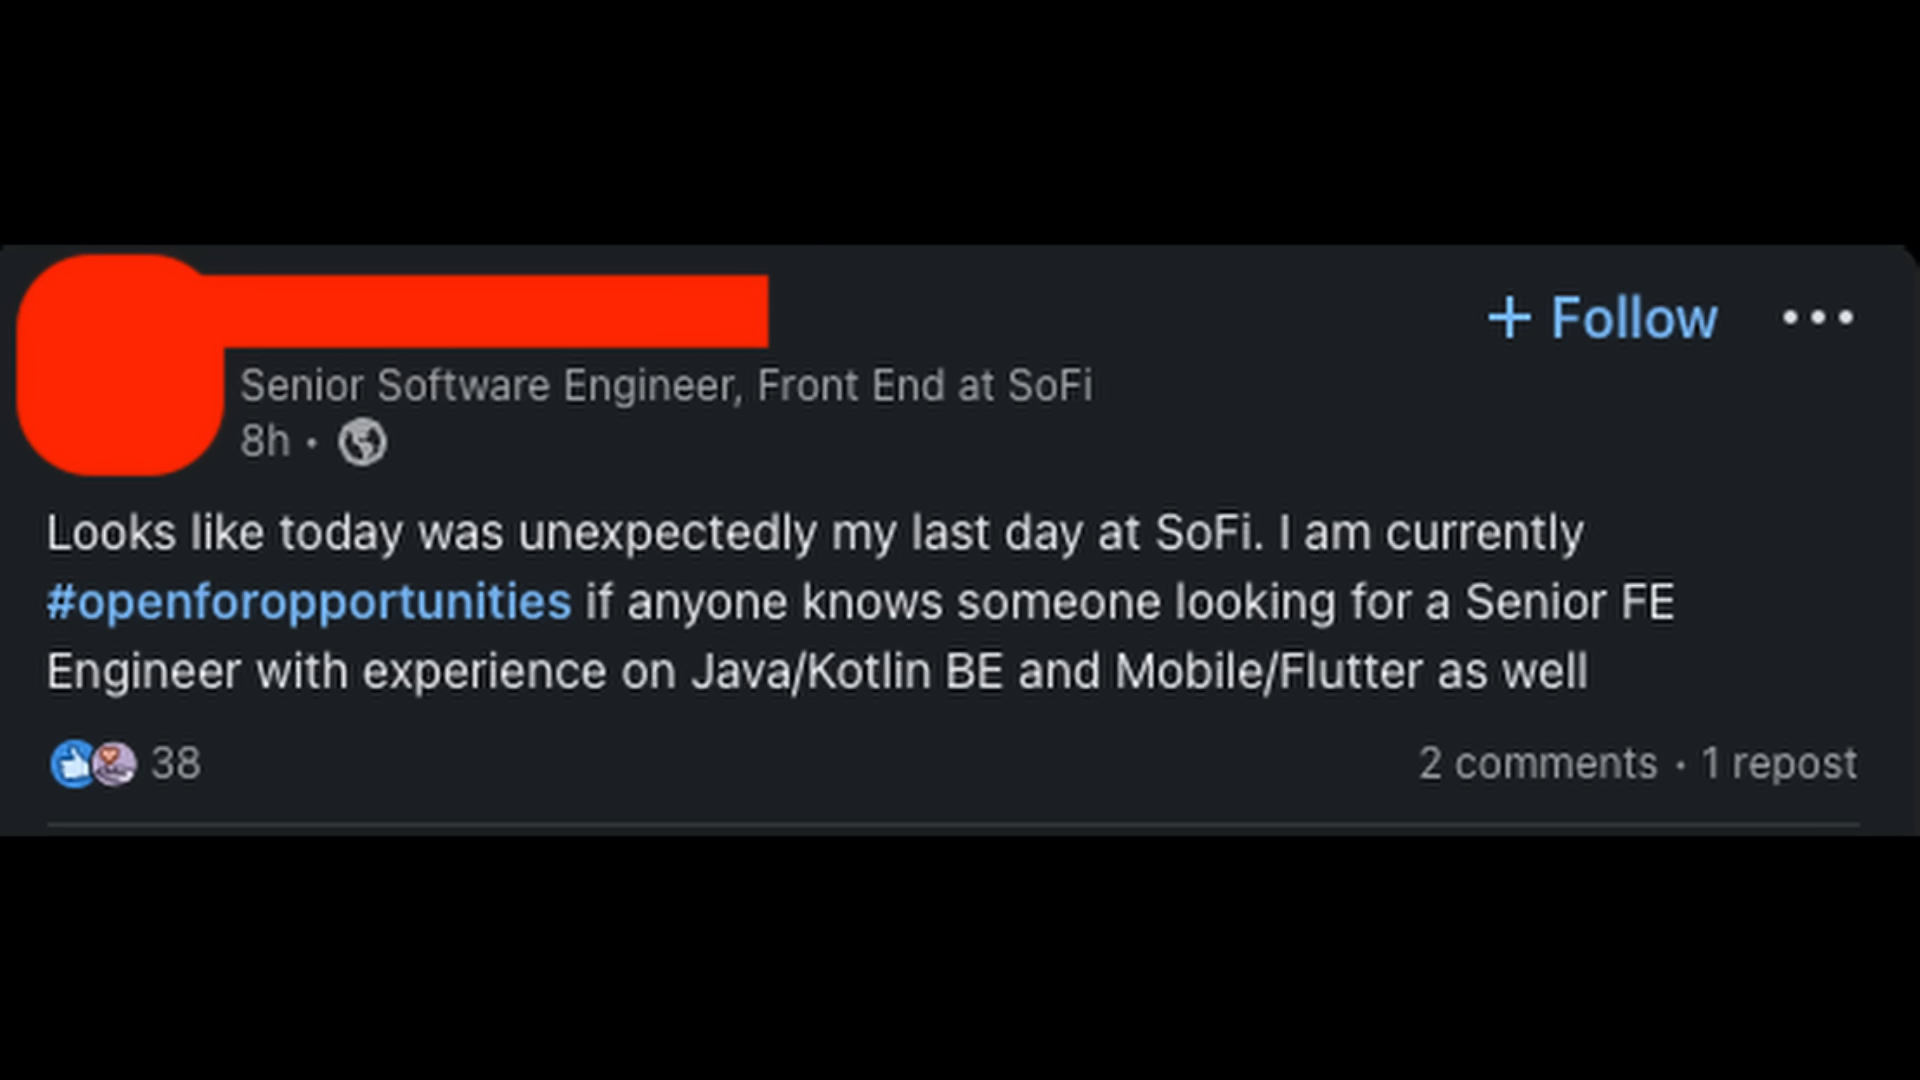 + Follow
Senior Software Engineer, Front End at SoFi
8h •
Looks like today was unexpectedly my last day at SoFi. I am currently
#openforopportunities if anyone knows someone looking for a Senior FE
Engineer with experience on Java/Kotlin BE and Mobile/Flutter as well
38
2 comments • 1 repost